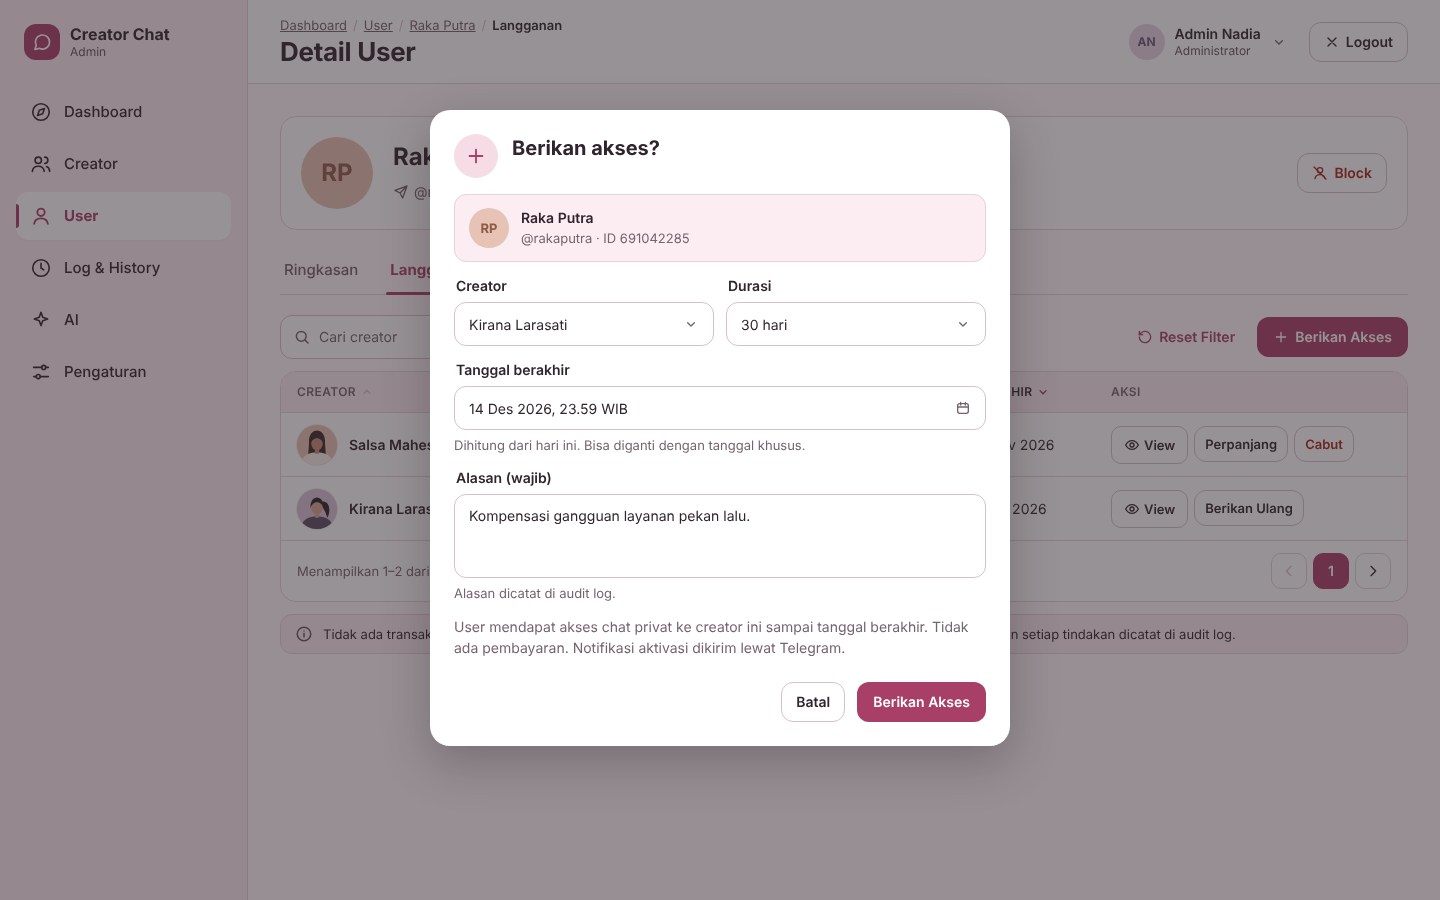 Creator Chat
Admin
Dashboard
Creator
User
Log & History
AI
Pengaturan
Dashboard / User / Raka Putra / Langganan
Detail User
AN
Admin Nadia
Administrator
Logout
RP
Block
Ringkasan
Cari creator
Reset Filter
Berikan Akses
CREATOR
AKSI
Salsa
2026
View
Perpanjang
Cabut
Kirana
2026
View
Berikan Ulang
Menampilkan 1–2 dari
1
Tidak ada
setiap tindakan dicatat di audit log.
Berikan akses?
RP
Raka Putra
@rakaputra · ID 691042285
Creator
Durasi
Kirana Larasati
30 hari
Tanggal berakhir
14 Des 2026, 23.59 WIB
Dihitung dari hari ini. Bisa diganti dengan tanggal khusus.
Alasan (wajib)
Kompensasi gangguan layanan pekan lalu.
Alasan dicatat di audit log.
User mendapat akses chat privat ke creator ini sampai tanggal berakhir. Tidak
ada pembayaran. Notifikasi aktivasi dikirim lewat Telegram.
Batal
Berikan Akses